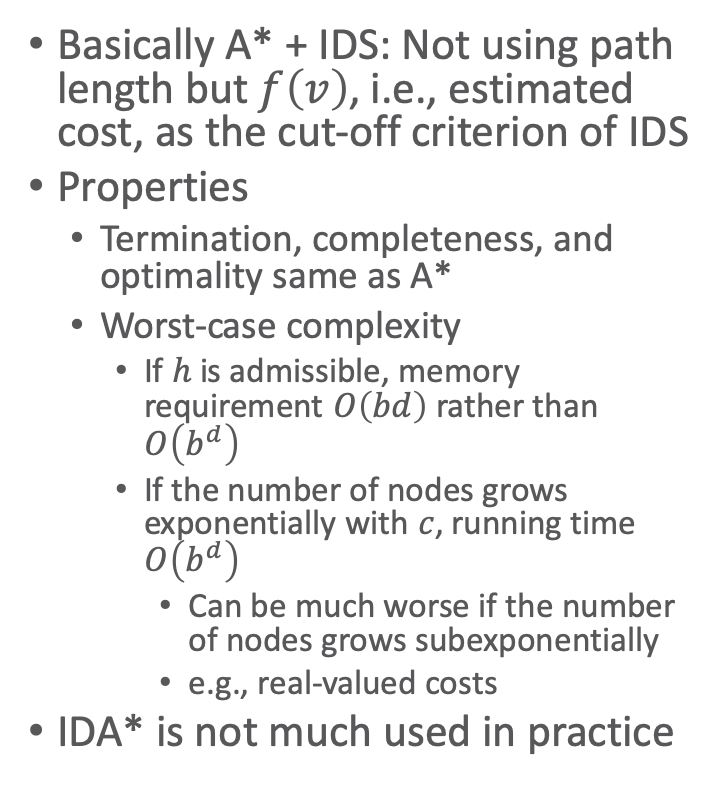 • Basically A* + IDS: Not using path
length but f(v), i.e., estimated
cost, as the cut-off criterion of IDS
• Properties
• Termination, completeness, and
optimality same as A*
• Worst-case complexity
• If h is admissible, memory
requirement O(bd) rather than
O(b^d)
• If the number of nodes grows
exponentially with c, running time
O(b^d)
• Can be much worse if the number
of nodes grows subexponentially
• e.g., real-valued costs
• IDA* is not much used in practice